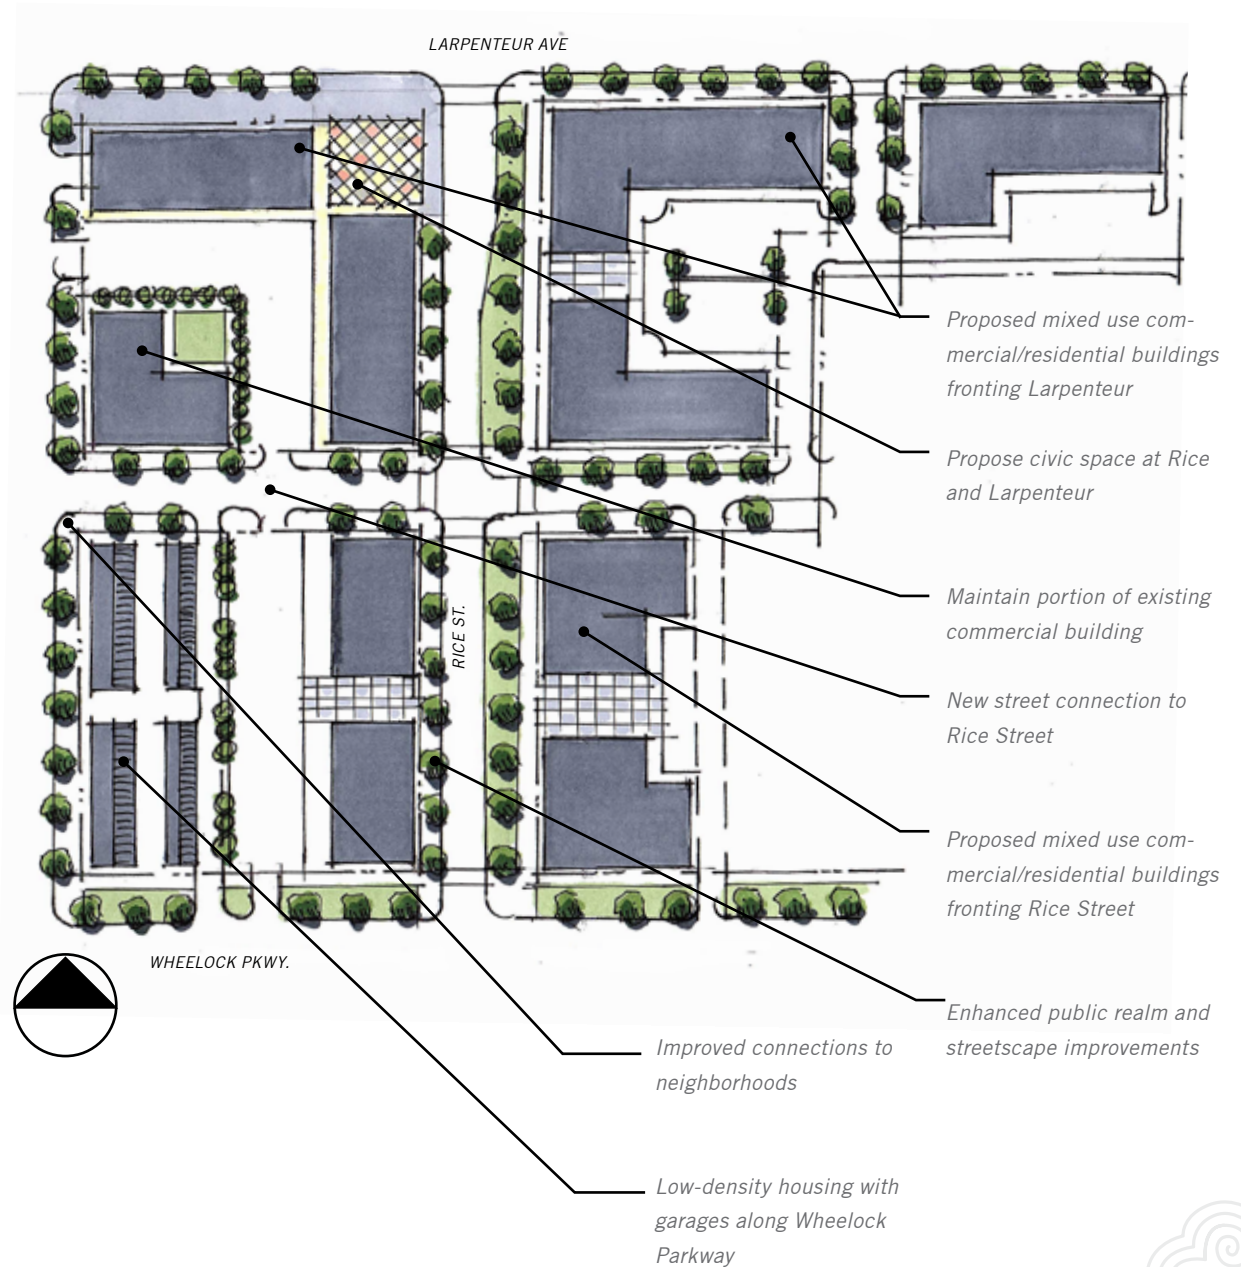 LARPENTEUR AVE
Proposed mixed use com-
mercial/residential buildings
fronting Larpenteur
Propose civic space at Rice
and Larpenteur
Maintain portion of existing
commercial building
RICE ST.
New street connection to
Rice Street
Proposed mixed use com-
mercial/residential buildings
fronting Rice Street
WHEELOCK PKWY.
Enhanced public realm and
streetscape improvements
Improved connections to
neighborhoods
Low-density housing with
garages along Wheelock
Parkway